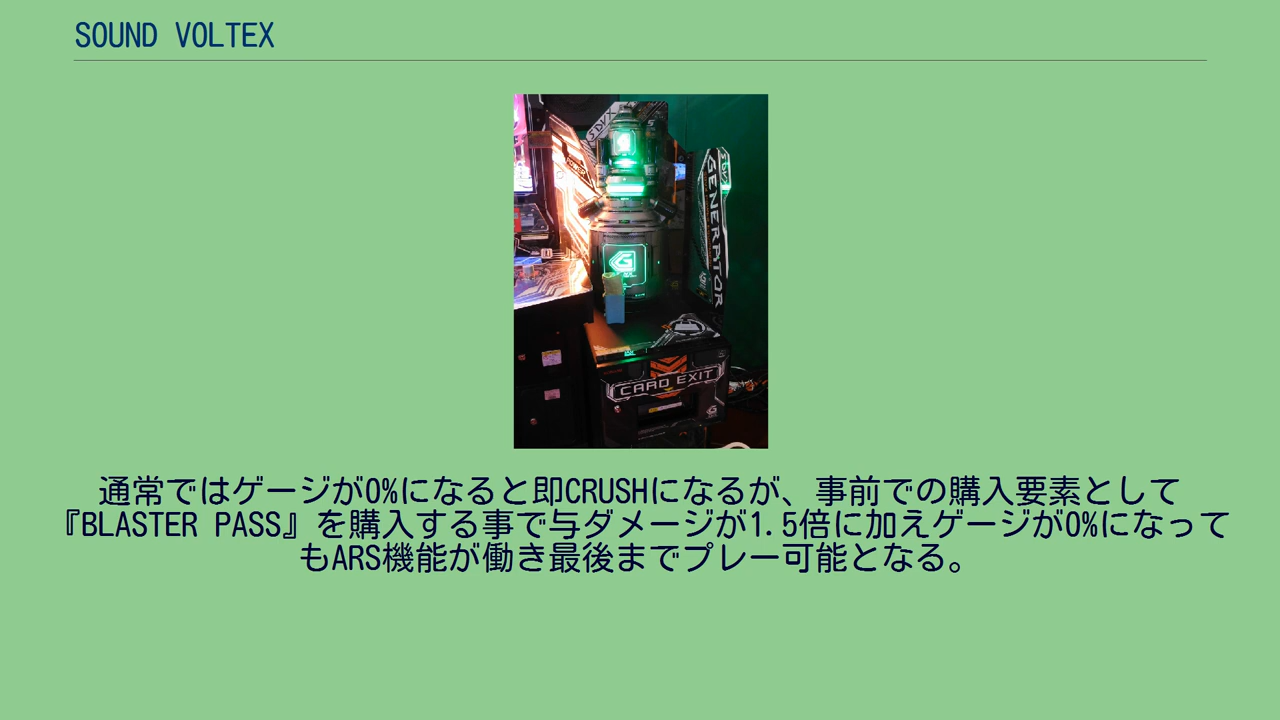 SOUND VOLTEX
SDVX
GENERATOR
CARD EXIT
通常ではゲージが0%になると即CRUSHになるが、事前での購入要素として
『BLASTER PASS』を購入する事で与ダメージが1.5倍に加えゲージが0%になって
もARS機能が働き最後までプレー可能となる。